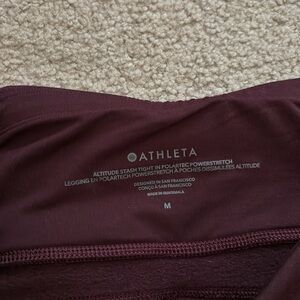 ATHLETA
ALTITUDE STASH TIGHT IN POLARTEC POWERSTRETCH
LEGGING EN POLARTECH POWERSTRETCH À POCHES DISSIMULÉES ALTITUDE
DESIGNED IN SAN FRANCISCO
CONÇU À SAN FRANCISCO
MADE IN GUATEMALA
M